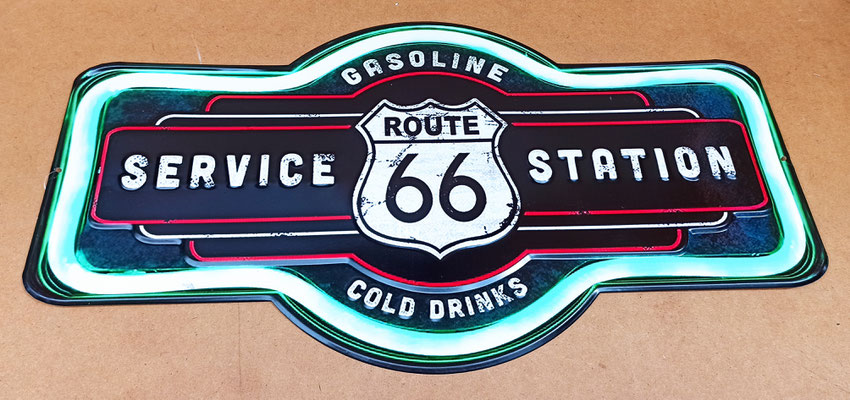 GASOLINE
ROUTE
SERVICE 66 STATION
COLD DRINKS